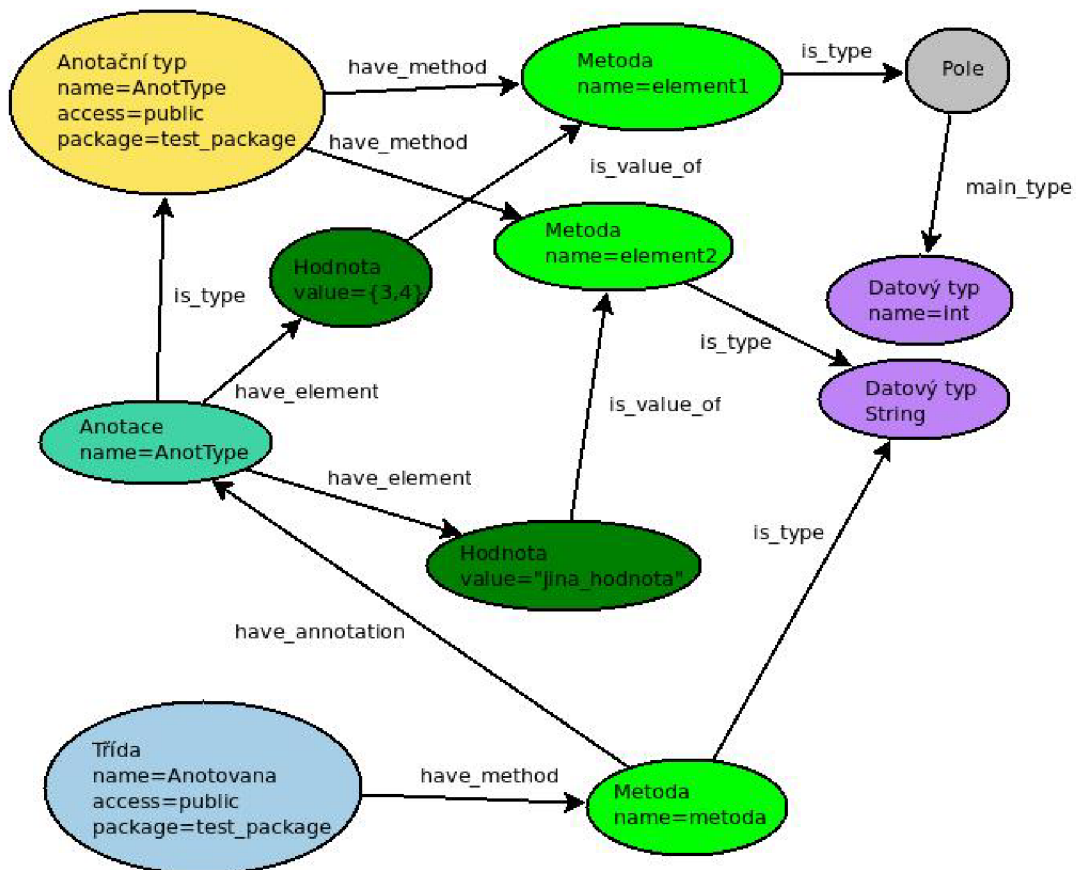 Anotační typ
name=AnotType
access=public
package=test_package
have_method
Metoda
name=element1
is_type
Pole
have_method
is_value_of
main_type
Metoda
name=element2
Hodnota
value={3,4}
is_type
Datový typ
name=int
is_type
Datový typ
String
have_element
is_value_of
Anotace
name=AnotType
have_element
is_type
Hodnota
value="jina_hodnota"
have_annotation
Třída
name=Anotovana
access=public
package=test_package
have_method
Metoda
name=metoda